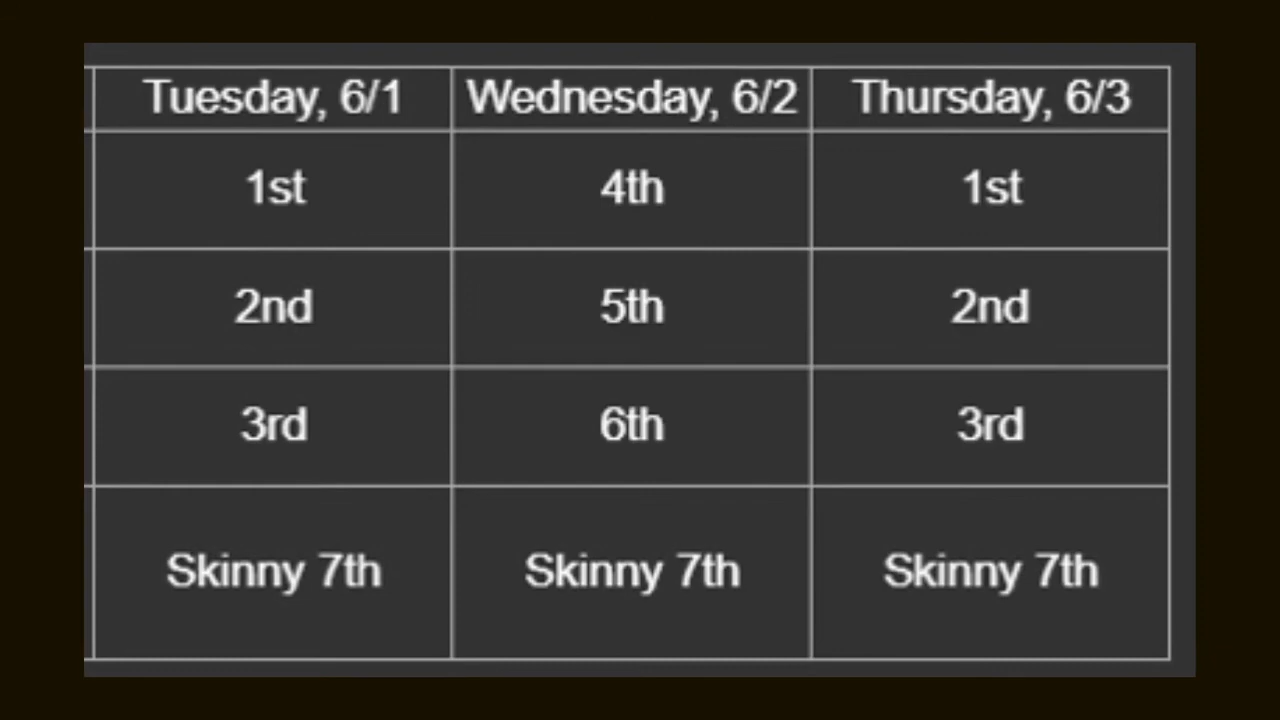 Tuesday, 6/1 Wednesday, 6/2 Thursday, 6/3
1st 4th 1st
2nd 5th 2nd
3rd 6th 3rd
Skinny 7th Skinny 7th Skinny 7th